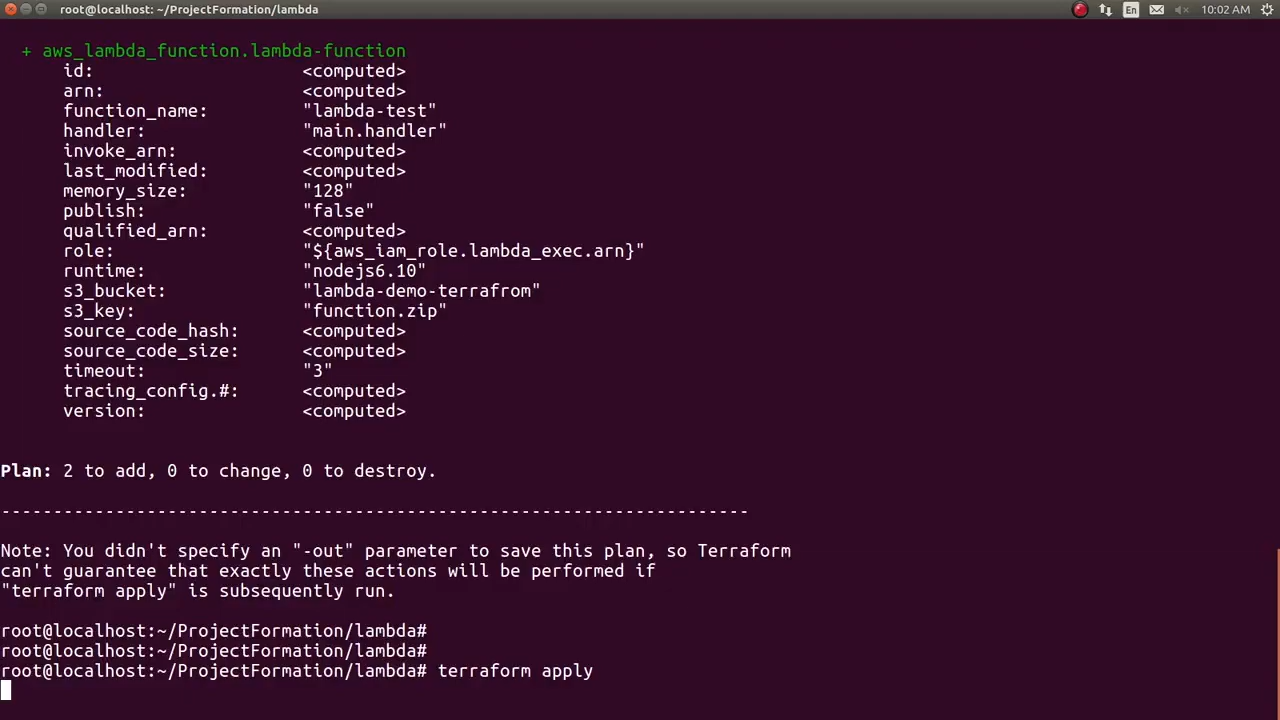 root@localhost: ~/ProjectFormation/lambda
En
10:02 AM
+ aws_lambda_function.lambda-function
id: <computed>
arn: <computed>
function_name: "lambda-test"
handler: "main.handler"
invoke_arn: <computed>
last_modified: <computed>
memory_size: "128"
publish: "false"
qualified_arn: <computed>
role: "${aws_iam_role.lambda_exec.arn}"
runtime: "nodejs6.10"
s3_bucket: "lambda-demo-terrafrom"
s3_key: "function.zip"
source_code_hash: <computed>
source_code_size: <computed>
timeout: "3"
tracing_config.#: <computed>
version: <computed>
Plan: 2 to add, 0 to change, 0 to destroy.
------------------------------------------------------------------------
Note: You didn't specify an "-out" parameter to save this plan, so Terraform
can't guarantee that exactly these actions will be performed if
"terraform apply" is subsequently run.
root@localhost:~/ProjectFormation/lambda#
root@localhost:~/ProjectFormation/lambda#
root@localhost:~/ProjectFormation/lambda# terraform apply